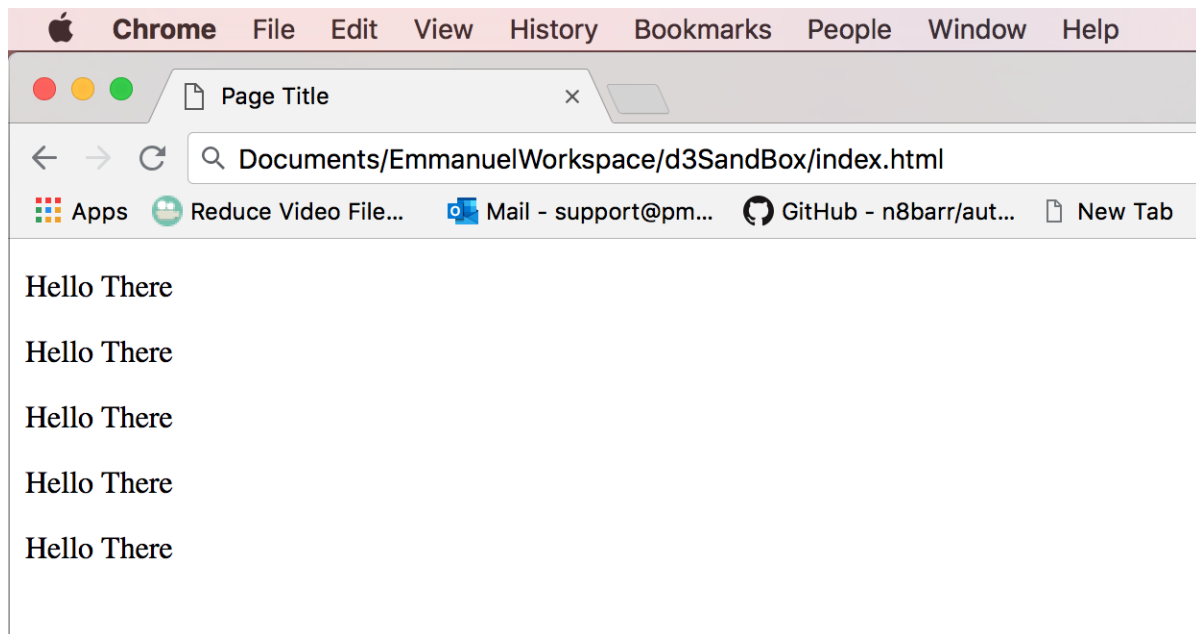 Chrome File Edit View History Bookmarks People Window Help
Page Title
Documents/EmmanuelWorkspace/d3SandBox/index.html
Apps Reduce Video File... Mail - support@pm... GitHub - n8barr/aut... New Tab
Hello There
Hello There
Hello There
Hello There
Hello There